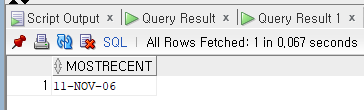 Script Output × Query Result × Query Result 1 ×
SQL | All Rows Fetched: 1 in 0,067 seconds
MOSTRECENT
1 11-NOV-06